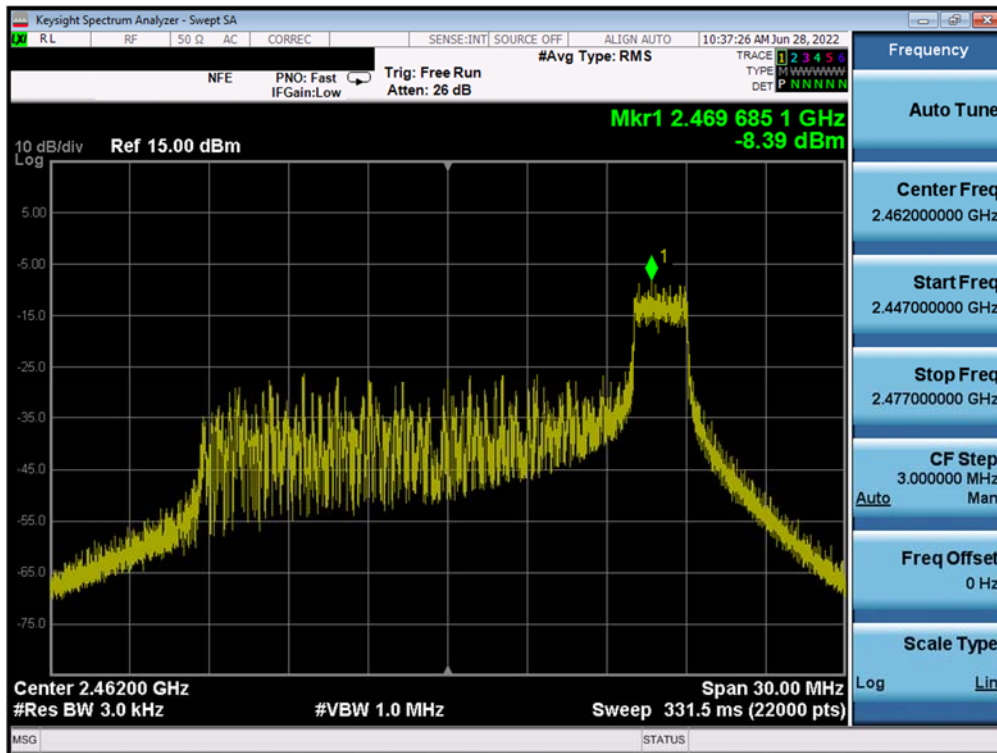 Keysight Spectrum Analyzer - Swept SA
LXI RL RF 50 Ω AC CORREC SENSE:INT SOURCE OFF ALIGN AUTO 10:37:26 AM Jun 28, 2022
NFE PNO: Fast Trig: Free Run #Avg Type: RMS TRACE 1 2 3 4 5 6
IFGain:Low Atten: 26 dB TYPE M WWWWW
DET P N N N N N
Mkr1 2.469 685 1 GHz
-8.39 dBm
10 dB/div Ref 15.00 dBm
Log
5.00
-5.00
-15.0
-25.0
-35.0
-45.0
-55.0
-65.0
-75.0
1
Center 2.46200 GHz Span 30.00 MHz
#Res BW 3.0 kHz #VBW 1.0 MHz Sweep 331.5 ms (22000 pts)
MSG STATUS
Frequency
Auto Tune
Center Freq
2.462000000 GHz
Start Freq
2.447000000 GHz
Stop Freq
2.477000000 GHz
CF Step
3.000000 MHz
Auto Man
Freq Offset
0 Hz
Scale Type
Log Lin